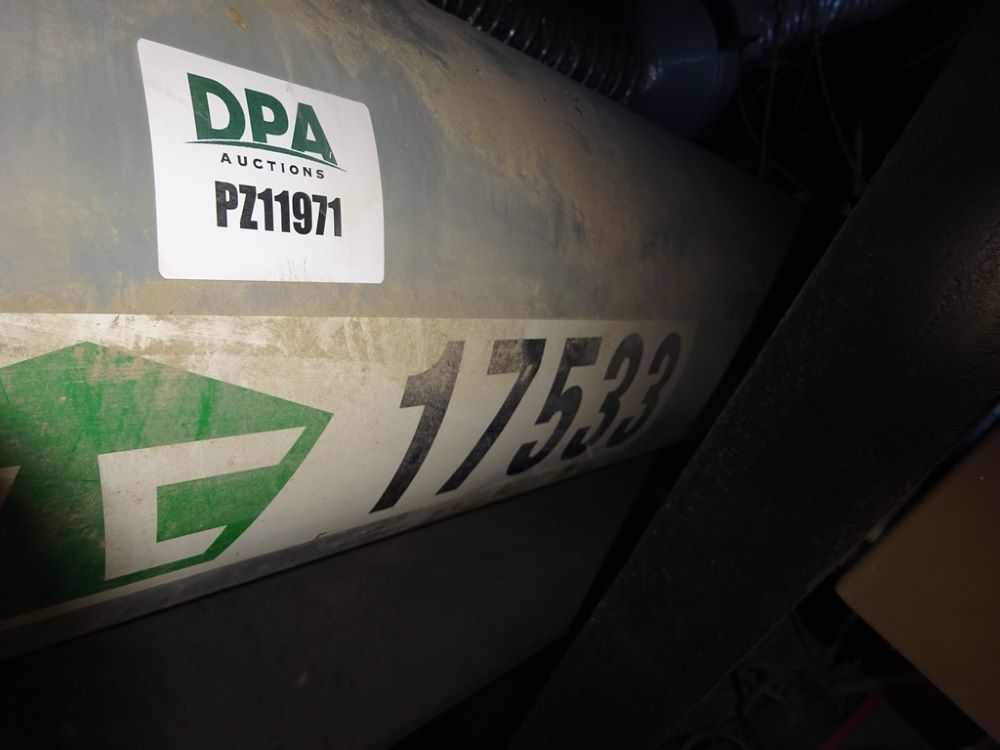 DPA
AUCTIONS
PZ11971
17533